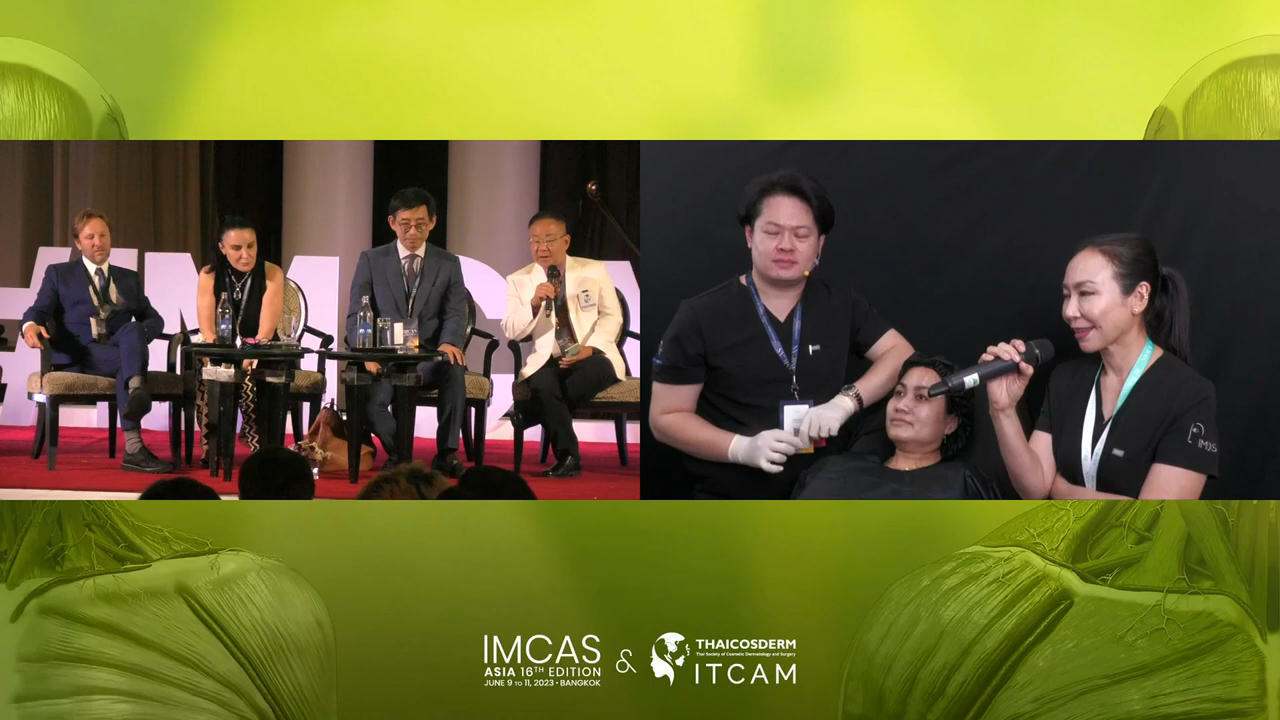 IMCAS
IMCAS
ASIA 16TH EDITION
JUNE 9 TO 11, 2023 • BANGKOK
&
THAICOSDERM
Thai Society of Cosmetic Dermatology and Surgery
ITCAM